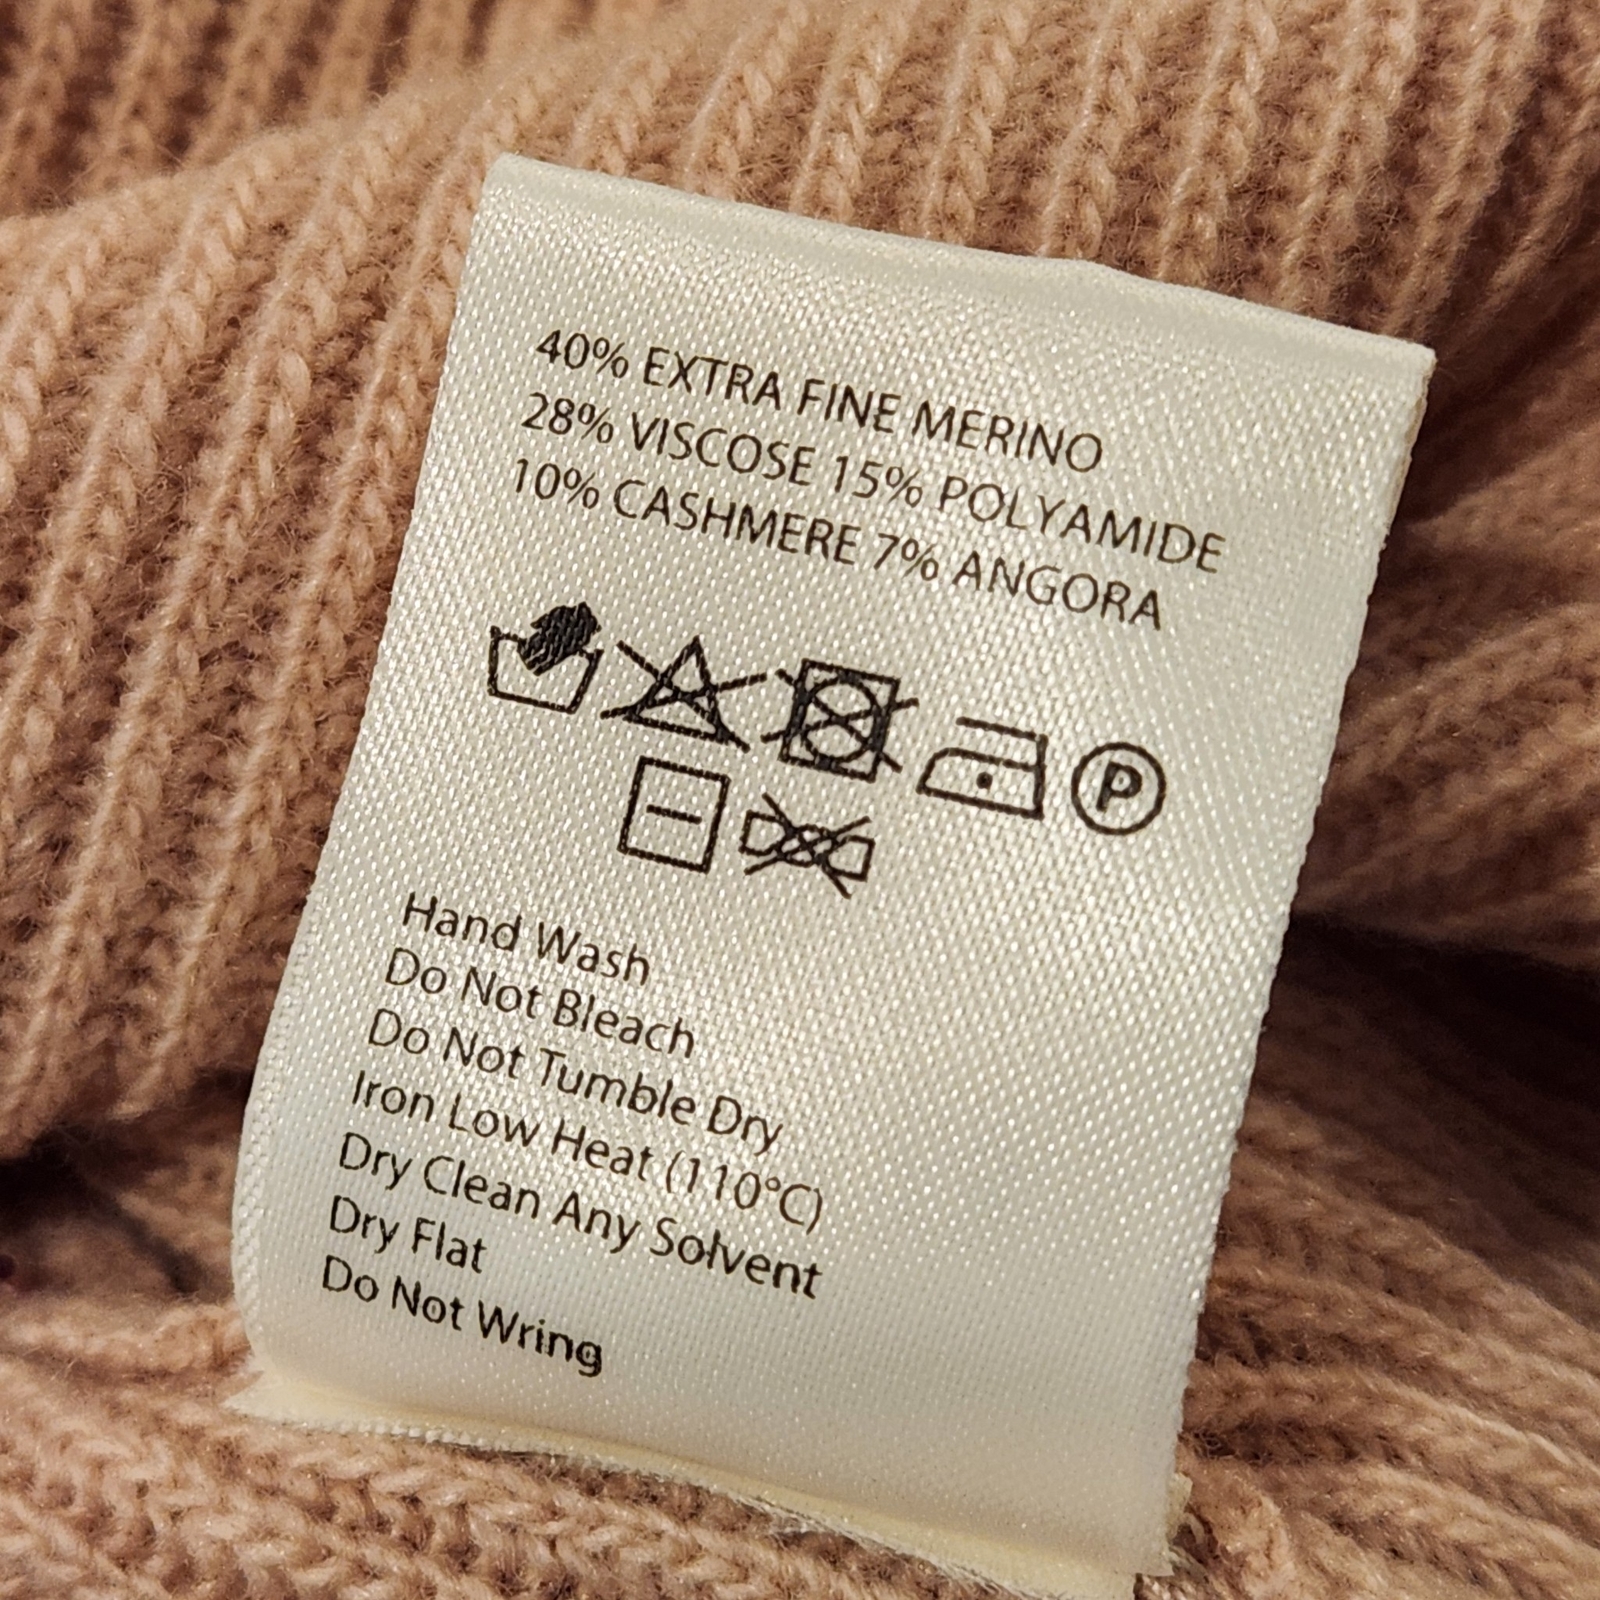 40% EXTRA FINE MERINO
28% VISCOSE 15% POLYAMIDE
10% CASHMERE 7% ANGORA
P
Hand Wash
Do Not Bleach
Do Not Tumble Dry
Iron Low Heat (110°C)
Dry Clean Any Solvent
Dry Flat
Do Not Wring